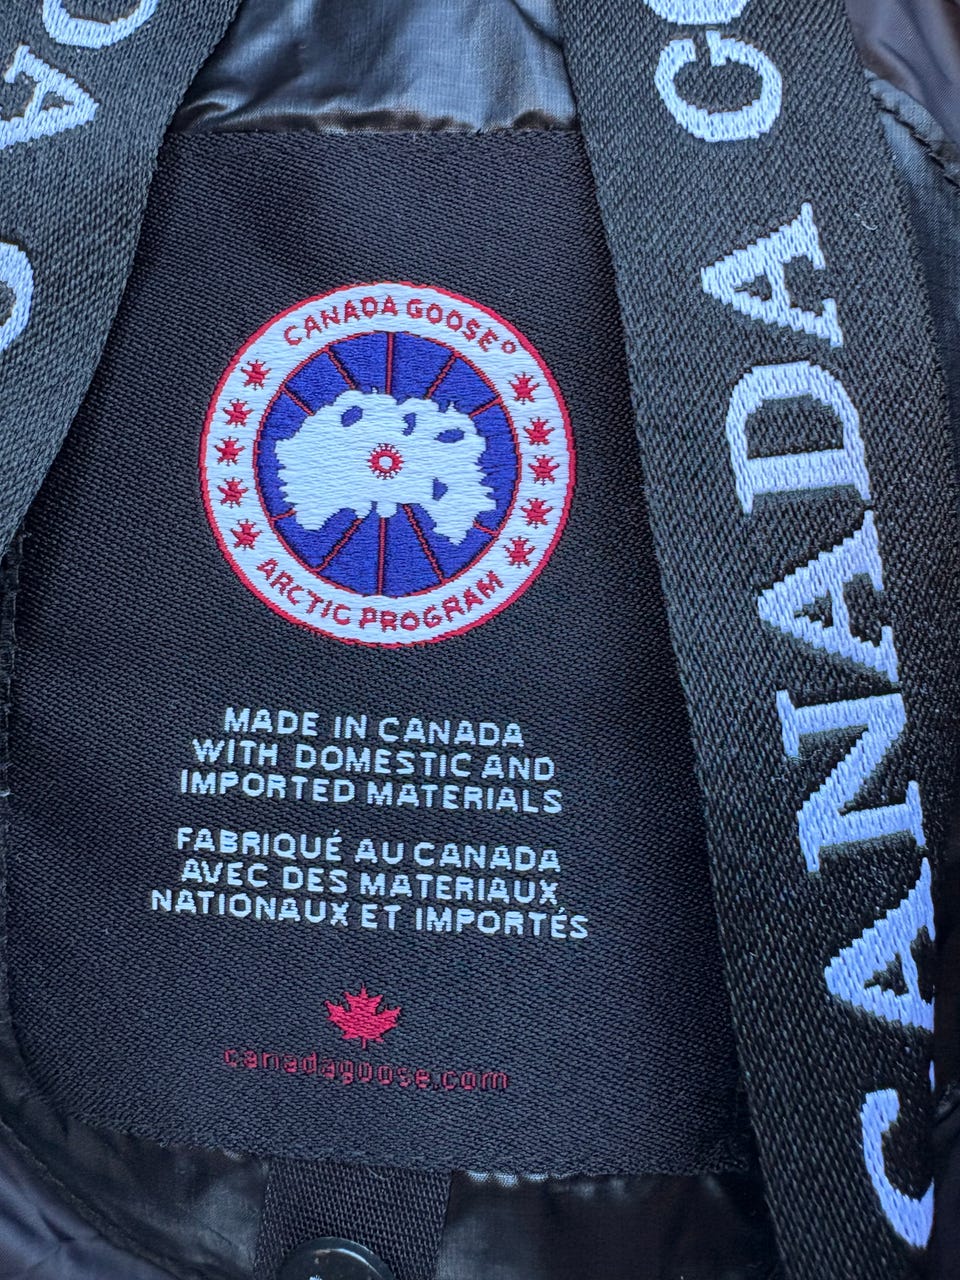 CANADA GOOSE®
ARCTIC PROGRAM
MADE IN CANADA
WITH DOMESTIC AND
IMPORTED MATERIALS
FABRIQUÉ AU CANADA
AVEC DES MATERIAUX
NATIONAUX ET IMPORTÉS
canadagoose.com
CANADA GO